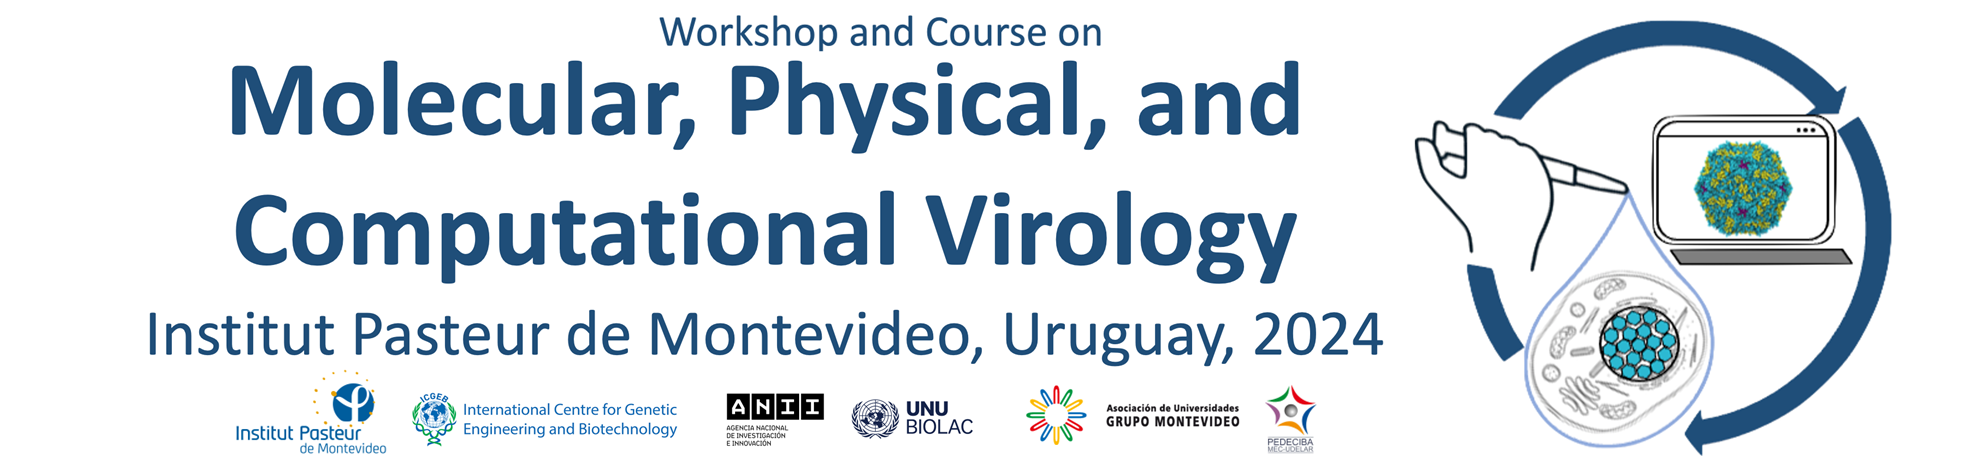 Workshop and Course on
Molecular, Physical, and
Computational Virology
Institut Pasteur de Montevideo, Uruguay, 2024
Institut Pasteur
de Montevideo
ICGEB
International Centre for Genetic
Engineering and Biotechnology
ANII
AGENCIA NACIONAL
DE INVESTIGACIÓN
E INNOVACIÓN
UNU
BIOLAC
Asociación de Universidades
GRUPO MONTEVIDEO
PEDECIBA
MEC-UDELAR